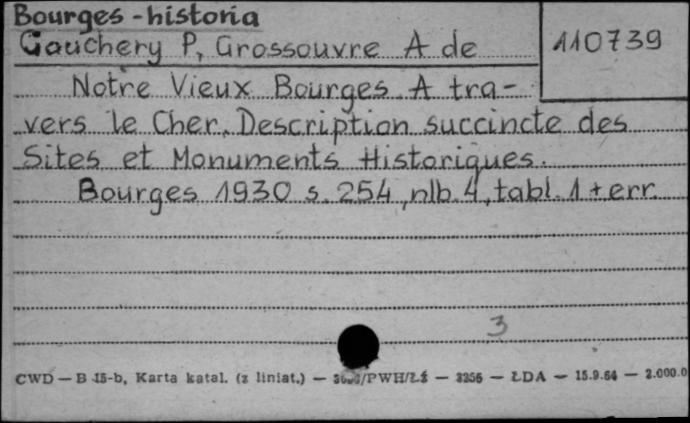 Bourges - historia
Gauchery P, Grossouvre A de
110739
Notre Vieux Bourges. A tra-
vers le Cher. Description succincte des
Sites et Monuments Historiques.
Bourges 1930 s. 254, nlb. 4, tabl. 1 + err.
3
CWD — B 15-b, Karta katal. (z liniat.) — /PWH/ŁŹ — 3256 — ŁDA — 15.9.54 — 2.000.0